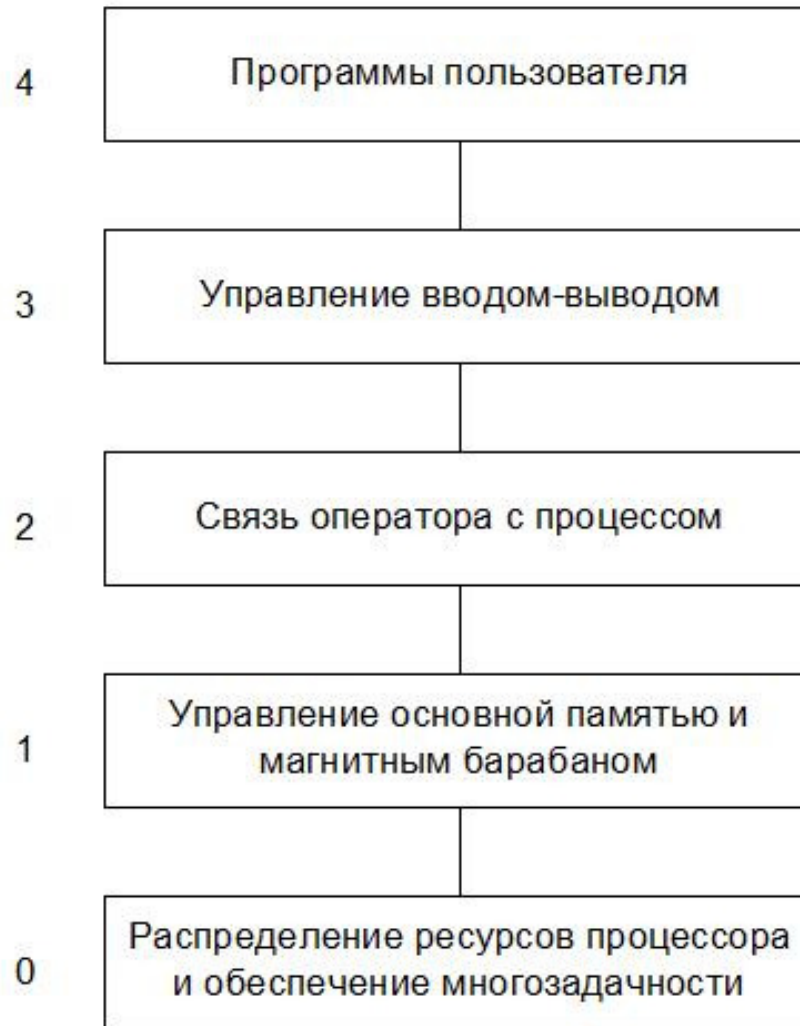 4
Программы пользователя
3
Управление вводом-выводом
2
Связь оператора с процессом
1
Управление основной памятью и
магнитным барабаном
0
Распределение ресурсов процессора
и обеспечение многозадачности